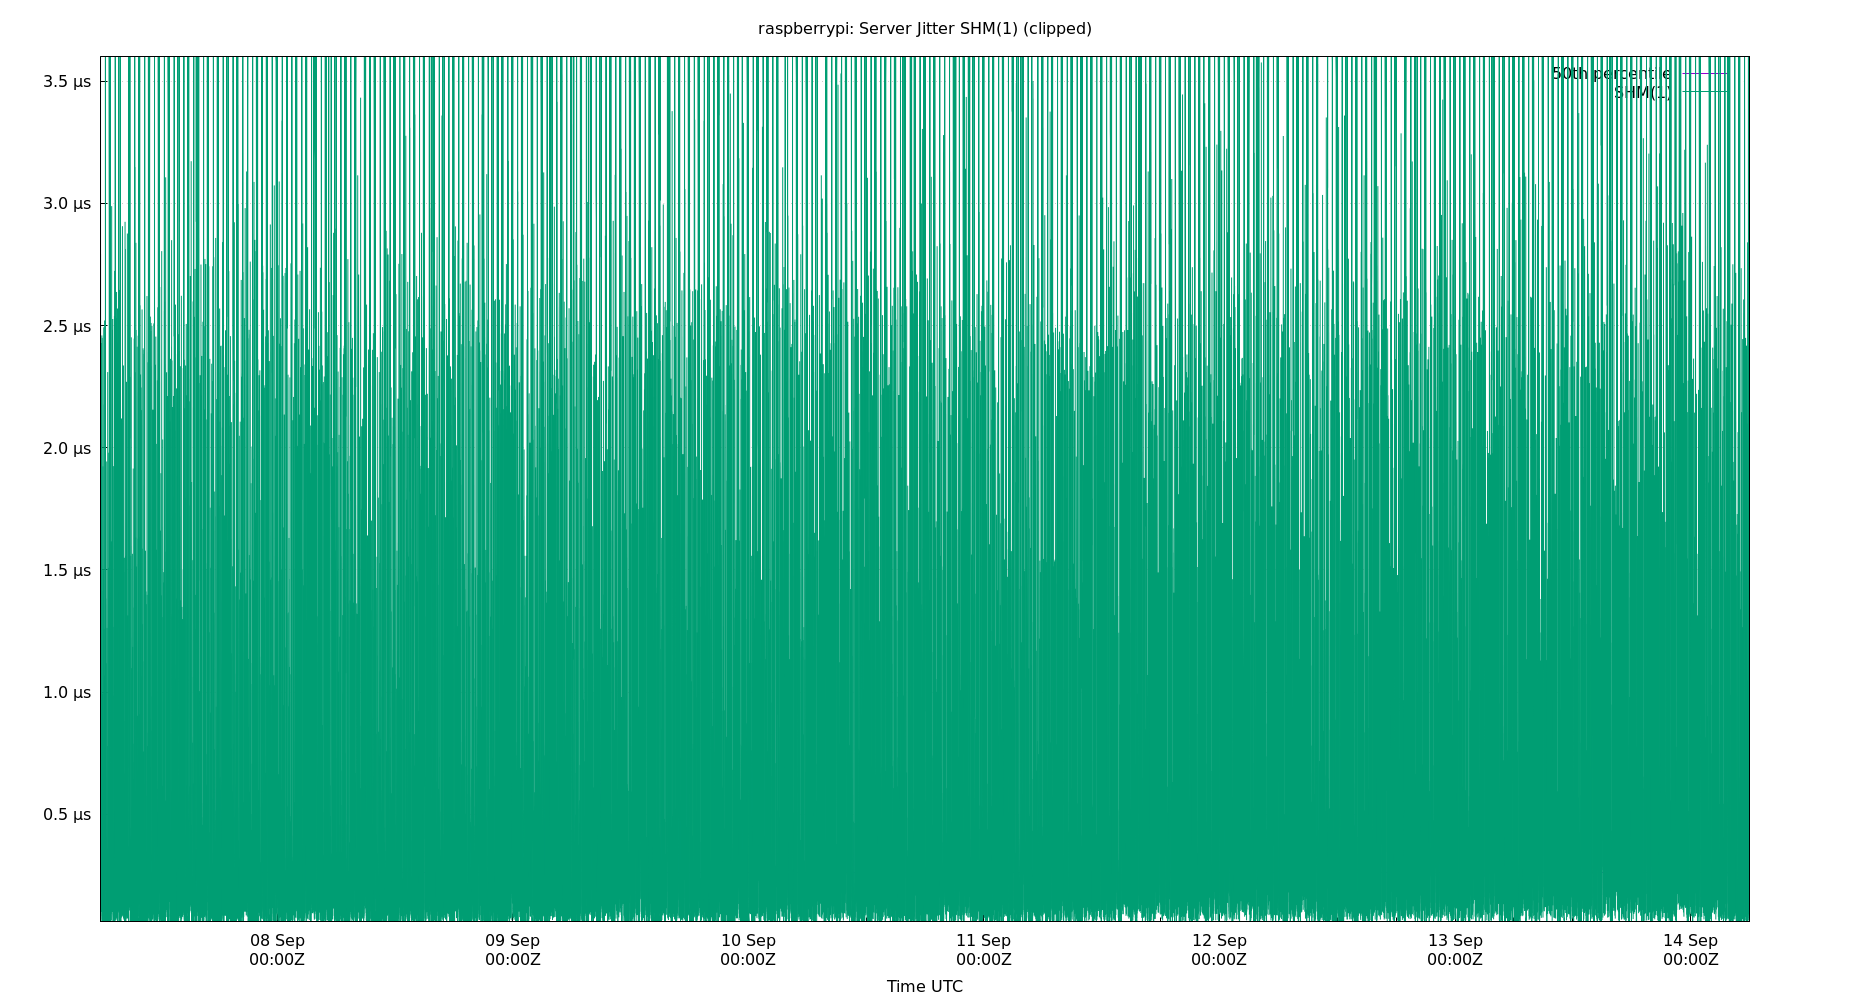 raspberrypi: Server Jitter SHM(1) (clipped)
50th percentile
SHM(1)
3.5 µs
3.0 µs
2.5 µs
2.0 µs
1.5 µs
1.0 µs
0.5 µs
08 Sep 09 Sep 10 Sep 11 Sep 12 Sep 13 Sep 14 Sep
00:00Z 00:00Z 00:00Z 00:00Z 00:00Z 00:00Z 00:00Z
Time UTC